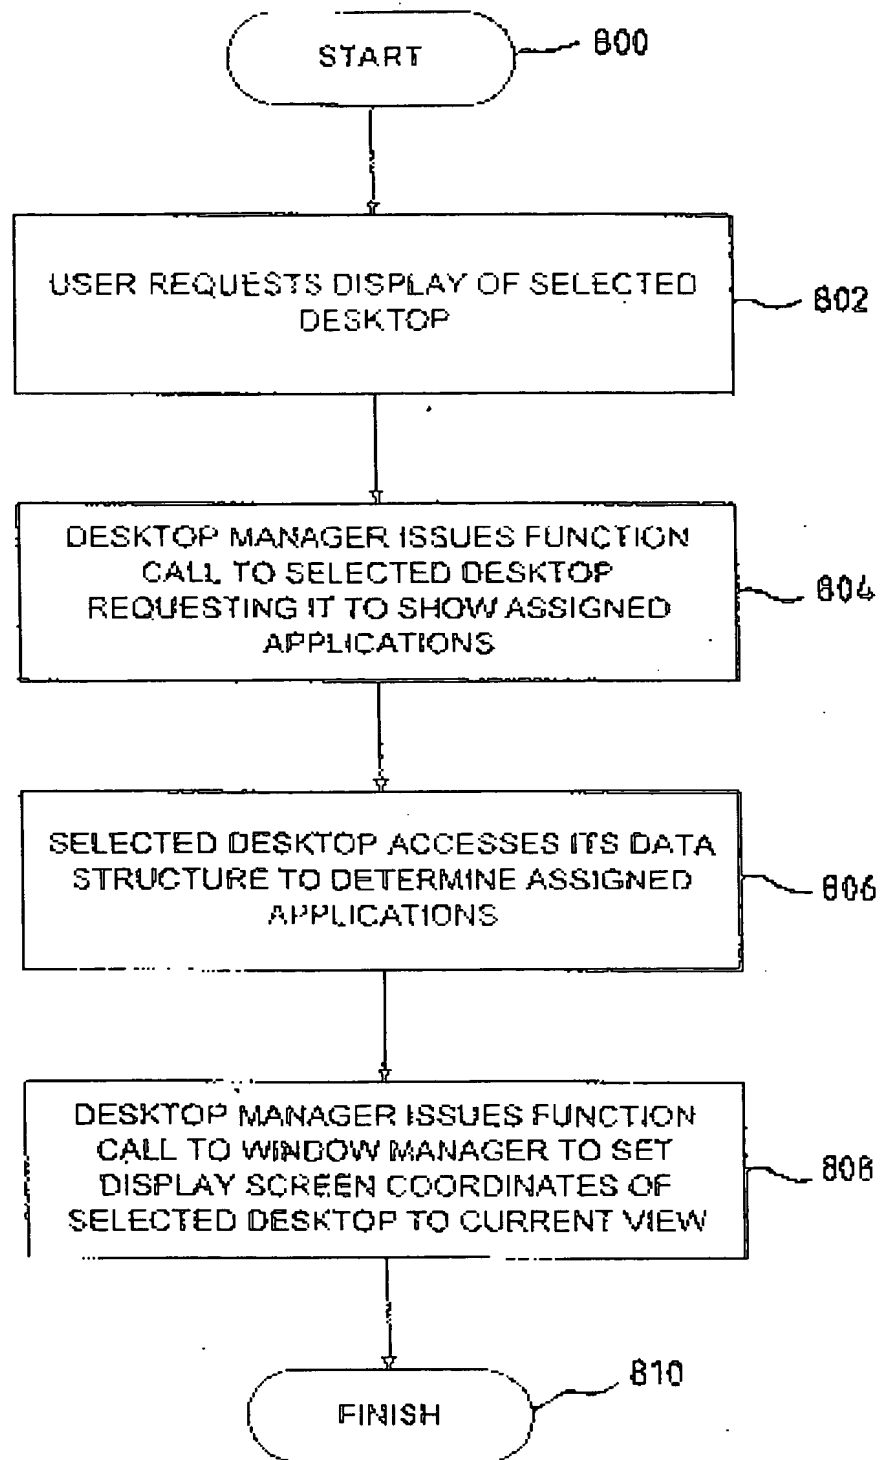 START
800
USER REQUESTS DISPLAY OF SELECTED
DESKTOP
802
DESKTOP MANAGER ISSUES FUNCTION
CALL TO SELECTED DESKTOP
REQUESTING IT TO SHOW ASSIGNED
APPLICATIONS
804
SELECTED DESKTOP ACCESSES ITS DATA
STRUCTURE TO DETERMINE ASSIGNED
APPLICATIONS
806
DESKTOP MANAGER ISSUES FUNCTION
CALL TO WINDOW MANAGER TO SET
DISPLAY SCREEN COORDINATES OF
SELECTED DESKTOP TO CURRENT VIEW
808
FINISH
810